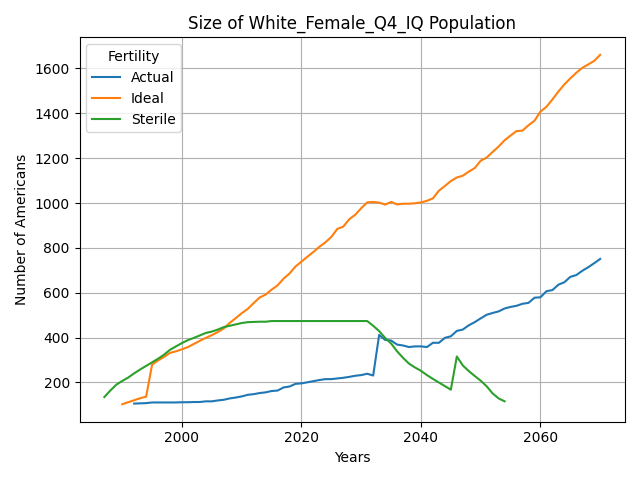 Size of White_Female_Q4_IQ Population
Fertility
Actual
Ideal
Sterile
Number of Americans
1600
1400
1200
1000
800
600
400
200
2000
2020
2040
2060
Years